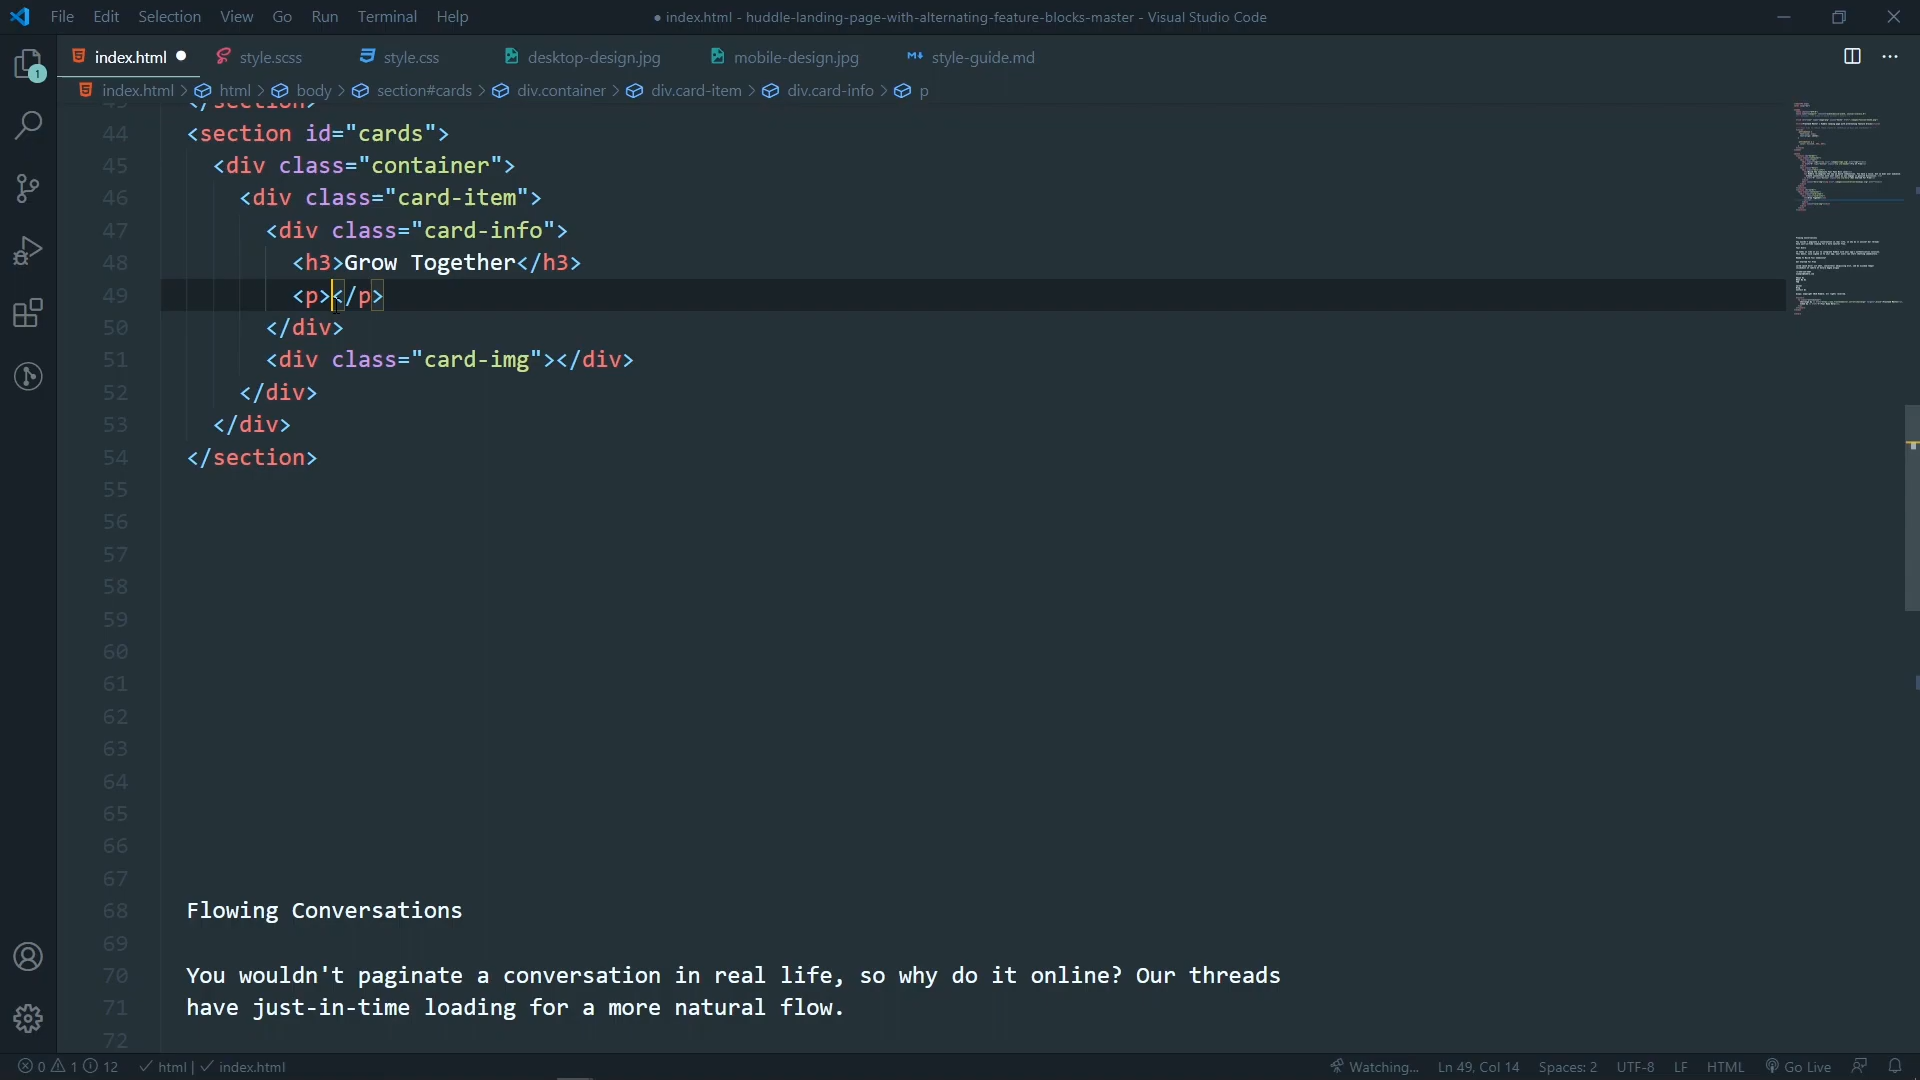 File Edit Selection View Go Run Terminal Help
● index.html - huddle-landing-page-with-alternating-feature-blocks-master - Visual Studio Code
index.html ● style.scss style.css desktop-design.jpg mobile-design.jpg style-guide.md
index.html > html > body > section#cards > div.container > div.card-item > div.card-info > p
1
43 </section>
44 <section id="cards">
45 <div class="container">
46 <div class="card-item">
47 <div class="card-info">
48 <h3>Grow Together</h3>
49 <p></p>
50 </div>
51 <div class="card-img"></div>
52 </div>
53 </div>
54 </section>
55
56
57
58
59
60
61
62
63
64
65
66
67
68 Flowing Conversations
69
70 You wouldn't paginate a conversation in real life, so why do it online? Our threads
71 have just-in-time loading for a more natural flow.
72
0 1 12 html | index.html Watching... Ln 49, Col 14 Spaces: 2 UTF-8 LF HTML Go Live